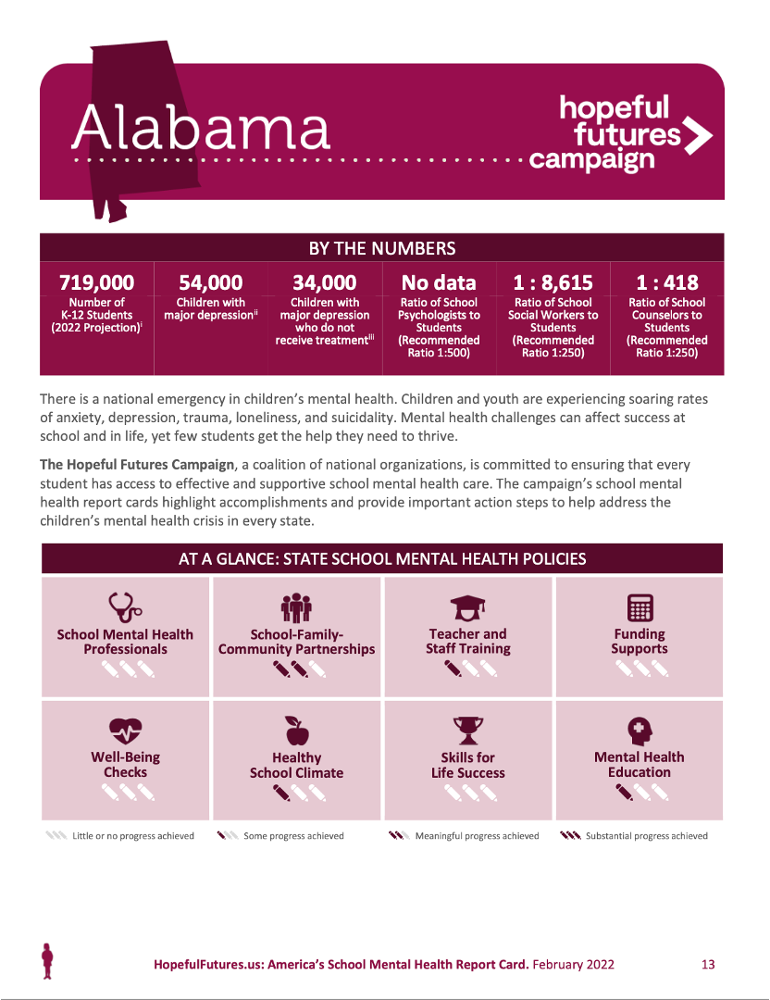 Alabama
hopeful
futures
campaign
BY THE NUMBERS
719,000
Number of
K-12 Students
(2022 Projection)i
54,000
Children with
major depressionii
34,000
Children with
major depression
who do not
receive treatmentiii
No data
Ratio of School
Psychologists to
Students
(Recommended
Ratio 1:500)
1 : 8,615
Ratio of School
Social Workers to
Students
(Recommended
Ratio 1:250)
1 : 418
Ratio of School
Counselors to
Students
(Recommended
Ratio 1:250)
There is a national emergency in children’s mental health. Children and youth are experiencing soaring rates
of anxiety, depression, trauma, loneliness, and suicidality. Mental health challenges can affect success at
school and in life, yet few students get the help they need to thrive.
The Hopeful Futures Campaign, a coalition of national organizations, is committed to ensuring that every
student has access to effective and supportive school mental health care. The campaign’s school mental
health report cards highlight accomplishments and provide important action steps to help address the
children’s mental health crisis in every state.
AT A GLANCE: STATE SCHOOL MENTAL HEALTH POLICIES
School Mental Health
Professionals
School-Family-
Community Partnerships
Teacher and
Staff Training
Funding
Supports
Well-Being
Checks
Healthy
School Climate
Skills for
Life Success
Mental Health
Education
Little or no progress achieved
Some progress achieved
Meaningful progress achieved
Substantial progress achieved
HopefulFutures.us: America’s School Mental Health Report Card. February 2022
13